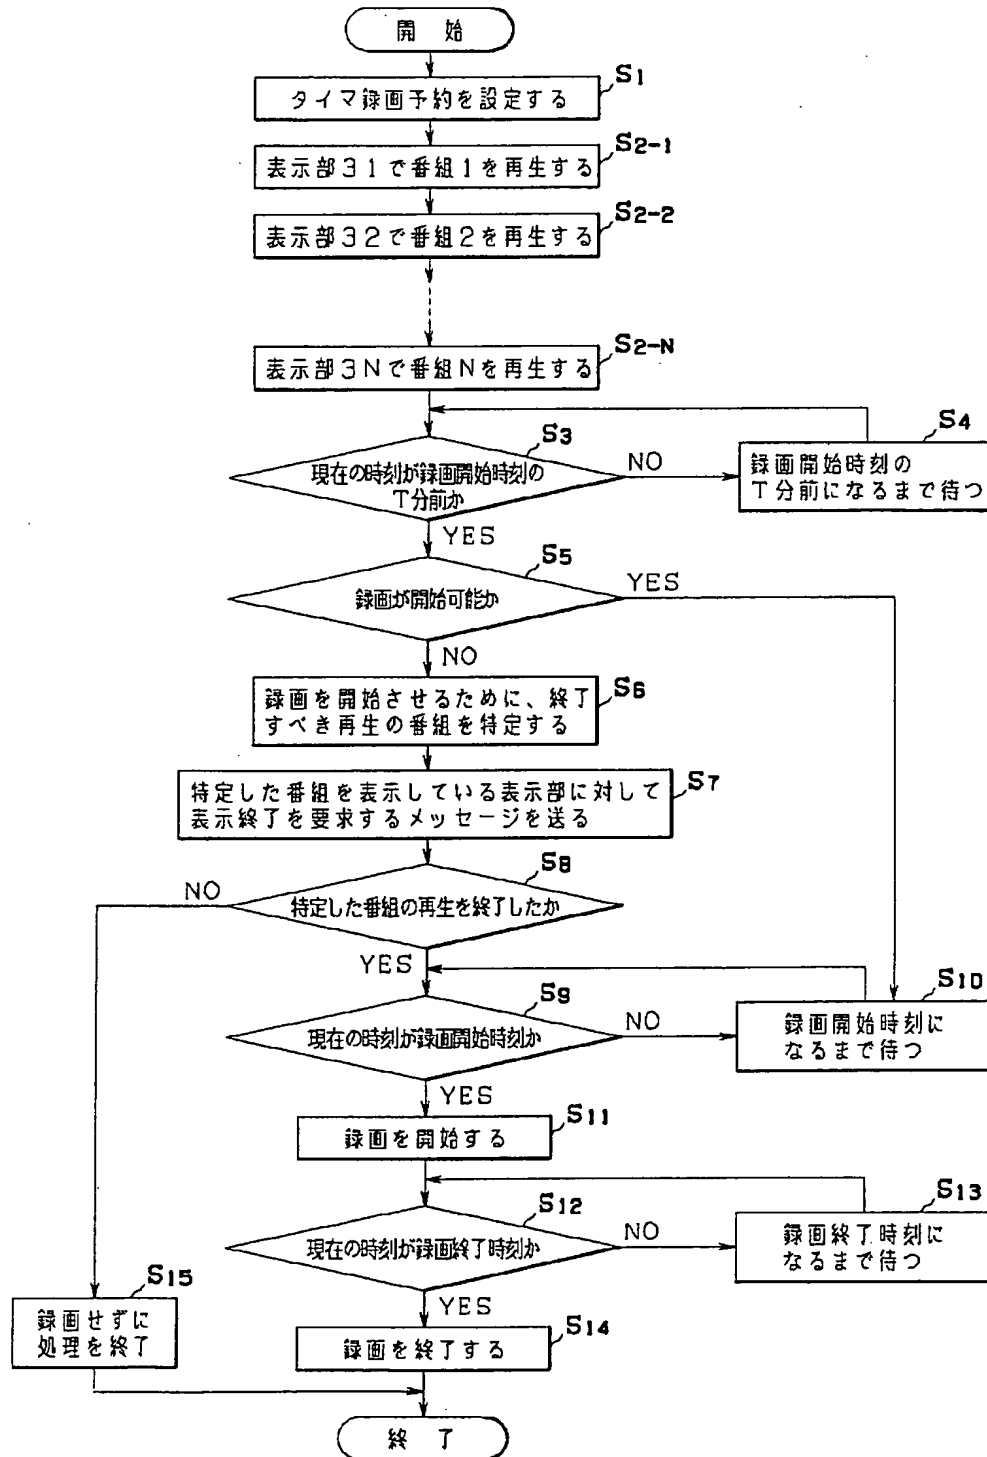 開 始
S1
タイマ録画予約を設定する
S2-1
表示部31で番組1を再生する
S2-2
表示部32で番組2を再生する
S2-N
表示部3Nで番組Nを再生する
S3
現在の時刻が録画開始時刻の
T分前か
NO
S4
録画開始時刻の
T分前になるまで待つ
YES
S5
録画が開始可能か
YES
NO
S6
録画を開始させるために、終了
すべき再生の番組を特定する
S7
特定した番組を表示している表示部に対して
表示終了を要求するメッセージを送る
S8
特定した番組の再生を終了したか
NO
YES
S9
現在の時刻が録画開始時刻か
NO
S10
録画開始時刻に
なるまで待つ
YES
S11
録画を開始する
S12
現在の時刻が録画終了時刻か
NO
S13
録画終了時刻に
なるまで待つ
YES
S15
録画せずに
処理を終了
S14
録画を終了する
終 了